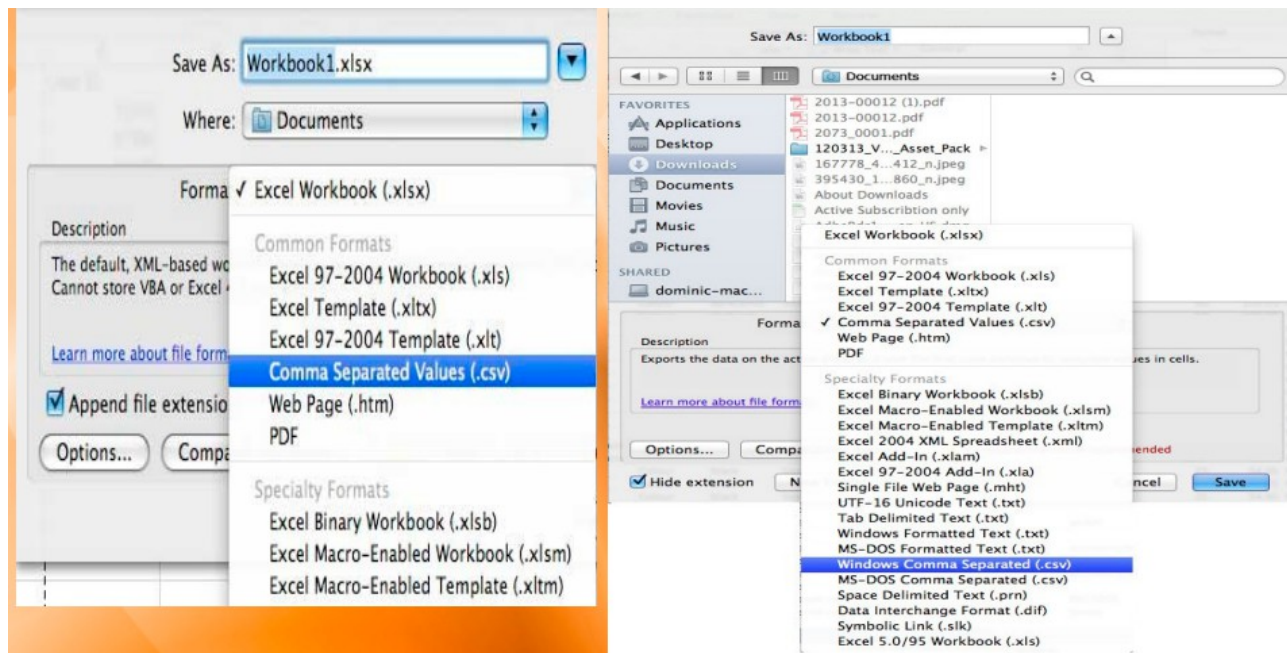 Save As: Workbook1.xlsx
Where: Documents
Forma ✓ Excel Workbook (.xlsx)
Description
The default, XML-based wo
Cannot store VBA or Excel
Learn more about file form
Append file extensio
Options... Compa
Common Formats
Excel 97-2004 Workbook (.xls)
Excel Template (.xltx)
Excel 97-2004 Template (.xlt)
Comma Separated Values (.csv)
Web Page (.htm)
PDF
Specialty Formats
Excel Binary Workbook (.xlsb)
Excel Macro-Enabled Workbook (.xlsm)
Excel Macro-Enabled Template (.xltm)
Save As: Workbook1
Documents
FAVORITES
Applications
Desktop
Downloads
Documents
Movies
Music
Pictures
SHARED
dominic-mac...
2013-00012 (1).pdf
2013-00012.pdf
2073_0001.pdf
120313_V..._Asset_Pack
167778_4...412_n.jpeg
395430_1...860_n.jpeg
About Downloads
Active Subscribtion only
Forma
Description
Exports the data on the act
ues in cells.
Learn more about file form
Options... Compa
ended
Hide extension N
ncel Save
Excel Workbook (.xlsx)
Common Formats
Excel 97-2004 Workbook (.xls)
Excel Template (.xltx)
Excel 97-2004 Template (.xlt)
✓ Comma Separated Values (.csv)
Web Page (.htm)
PDF
Specialty Formats
Excel Binary Workbook (.xlsb)
Excel Macro-Enabled Workbook (.xlsm)
Excel Macro-Enabled Template (.xltm)
Excel 2004 XML Spreadsheet (.xml)
Excel Add-In (.xlam)
Excel 97-2004 Add-In (.xla)
Single File Web Page (.mht)
UTF-16 Unicode Text (.txt)
Tab Delimited Text (.txt)
Windows Formatted Text (.txt)
MS-DOS Formatted Text (.txt)
Windows Comma Separated (.csv)
MS-DOS Comma Separated (.csv)
Space Delimited Text (.prn)
Data Interchange Format (.dif)
Symbolic Link (.slk)
Excel 5.0/95 Workbook (.xls)